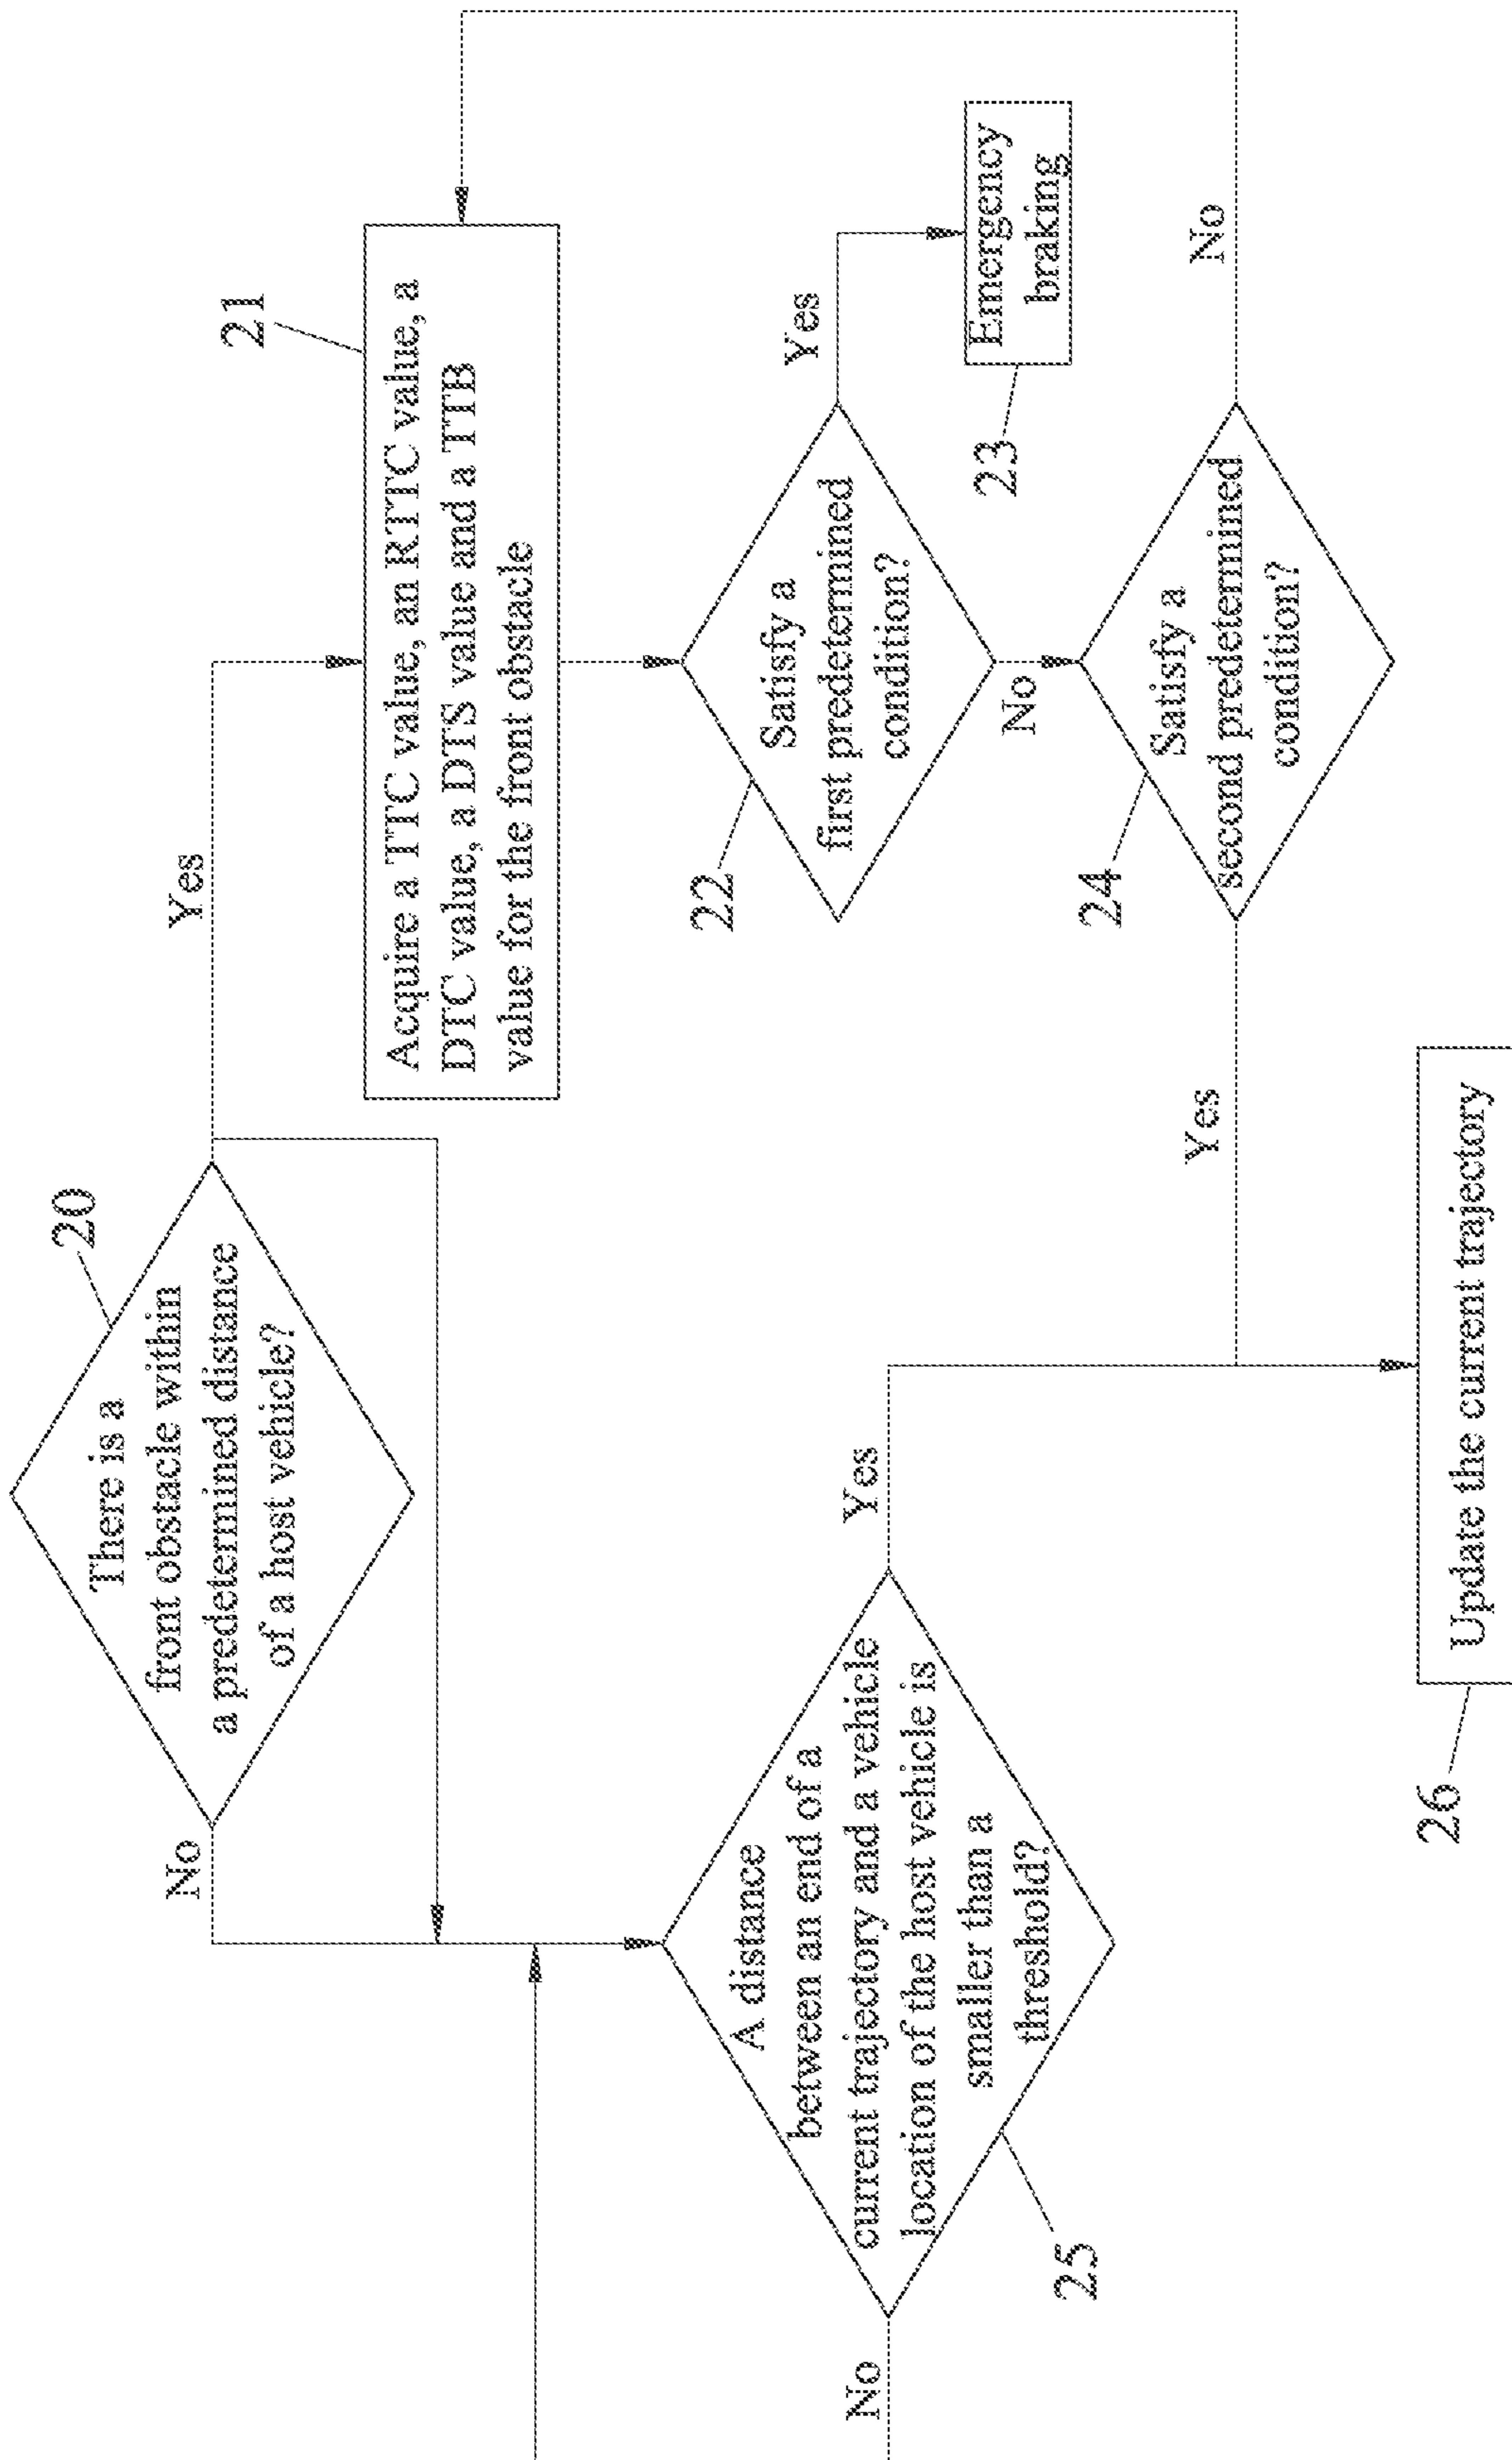 20
There is a
front obstacle within
a predetermined distance
of a host vehicle?
No
Yes
21
Acquire a TTC value, an RTTC value, a
DTC value, a DTS value and a TTB
value for the front obstacle
22
Satisfy a
first predetermined
condition?
Yes
23
Emergency
braking
No
24
Satisfy a
second predetermined
condition?
No
Yes
25
A distance
between an end of a
current trajectory and a vehicle
location of the host vehicle is
smaller than a
threshold?
No
Yes
26
Update the current trajectory